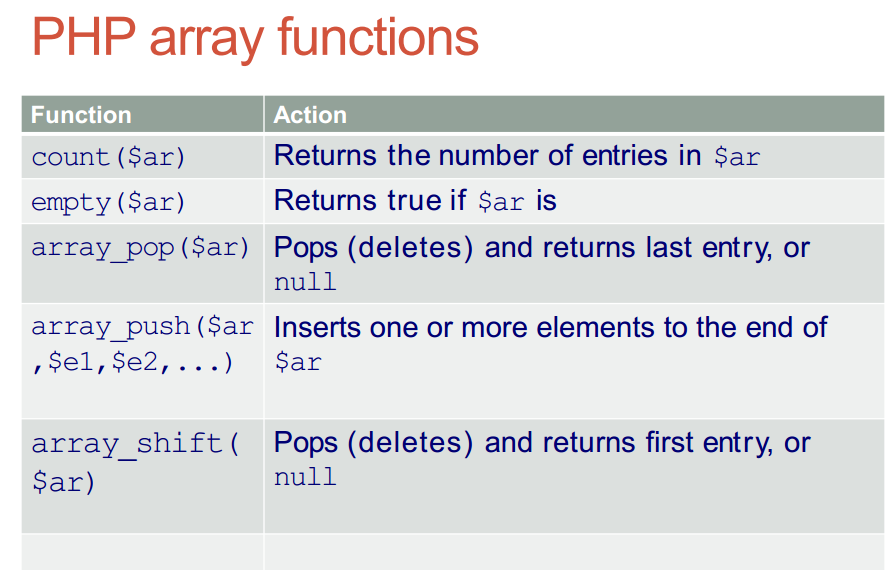 PHP array functions
Function Action
count($ar) Returns the number of entries in $ar
empty($ar) Returns true if $ar is
array_pop($ar) Pops (deletes) and returns last entry, or
null
array_push($ar Inserts one or more elements to the end of
,$e1,$e2,...) $ar
array_shift( Pops (deletes) and returns first entry, or
$ar) null